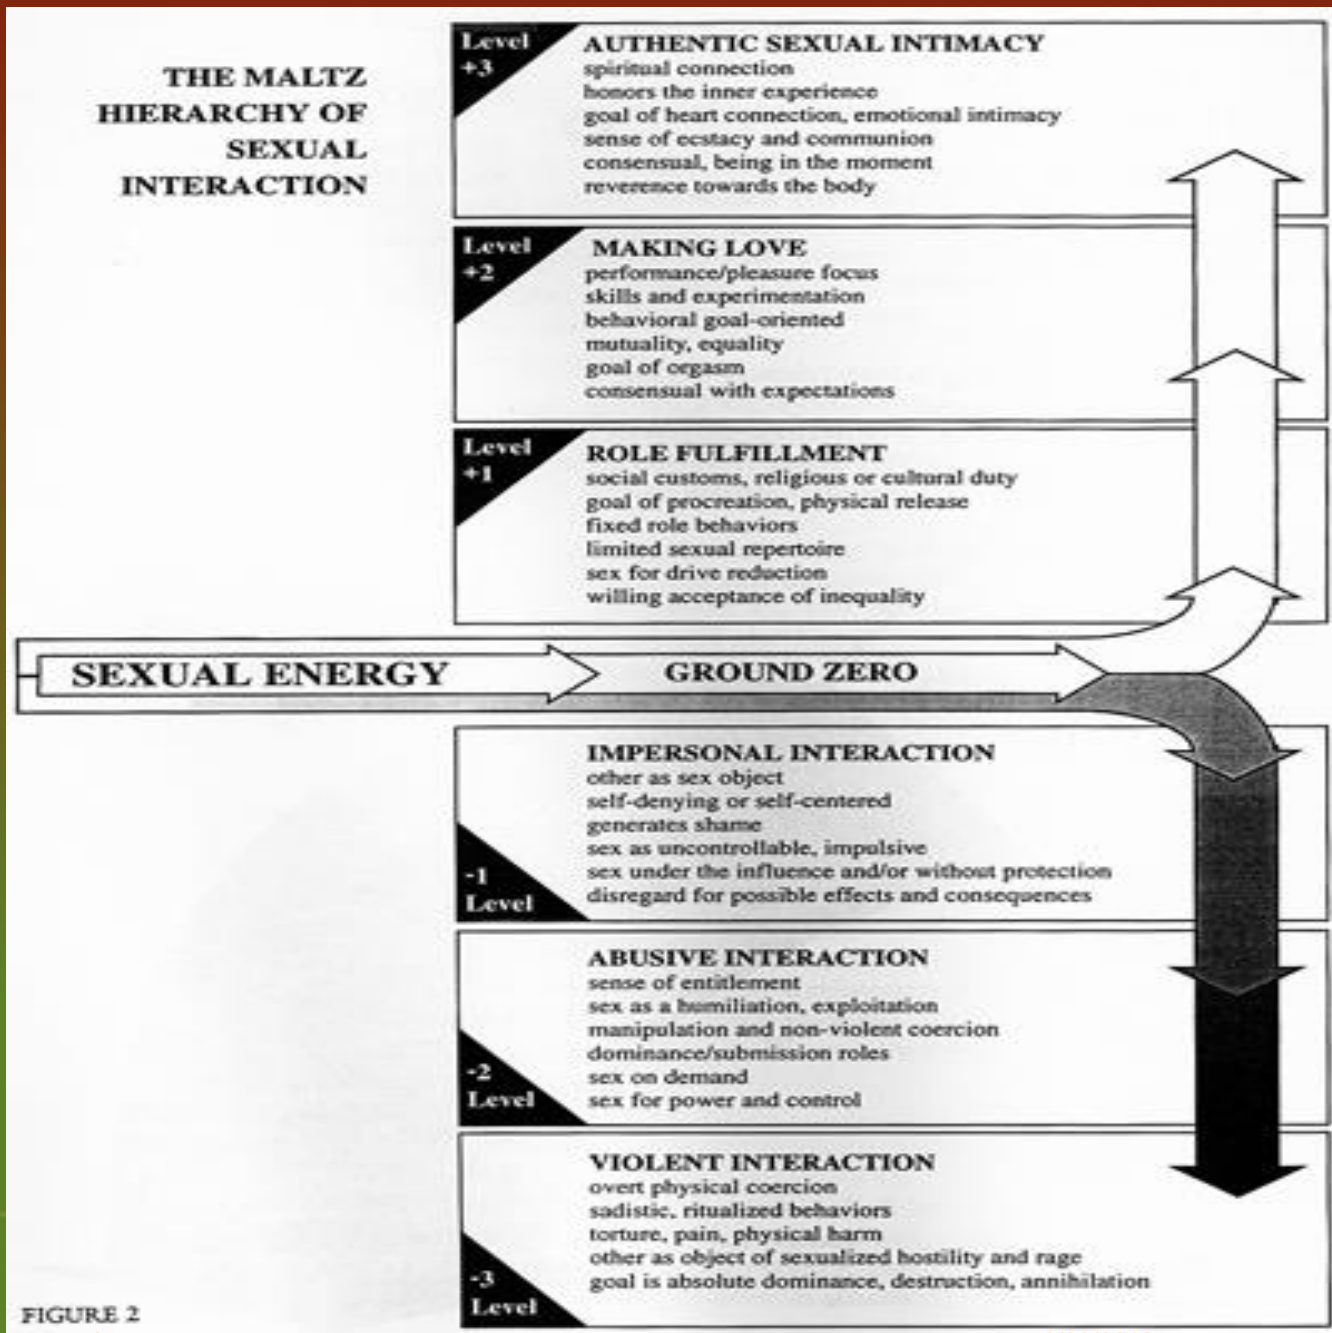 THE MALTZ
HIERARCHY OF
SEXUAL
INTERACTION
Level
+3
AUTHENTIC SEXUAL INTIMACY
spiritual connection
honors the inner experience
goal of heart connection, emotional intimacy
sense of ecstacy and communion
consensual, being in the moment
reverence towards the body
Level
+2
MAKING LOVE
performance/pleasure focus
skills and experimentation
behavioral goal-oriented
mutuality, equality
goal of orgasm
consensual with expectations
Level
+1
ROLE FULFILLMENT
social customs, religious or cultural duty
goal of procreation, physical release
fixed role behaviors
limited sexual repertoire
sex for drive reduction
willing acceptance of inequality
SEXUAL ENERGY
GROUND ZERO
IMPERSONAL INTERACTION
other as sex object
self-denying or self-centered
generates shame
sex as uncontrollable, impulsive
sex under the influence and/or without protection
disregard for possible effects and consequences
-1
Level
ABUSIVE INTERACTION
sense of entitlement
sex as a humiliation, exploitation
manipulation and non-violent coercion
dominance/submission roles
sex on demand
sex for power and control
-2
Level
VIOLENT INTERACTION
overt physical coercion
sadistic, ritualized behaviors
torture, pain, physical harm
other as object of sexualized hostility and rage
goal is absolute dominance, destruction, annihilation
-3
Level
FIGURE 2